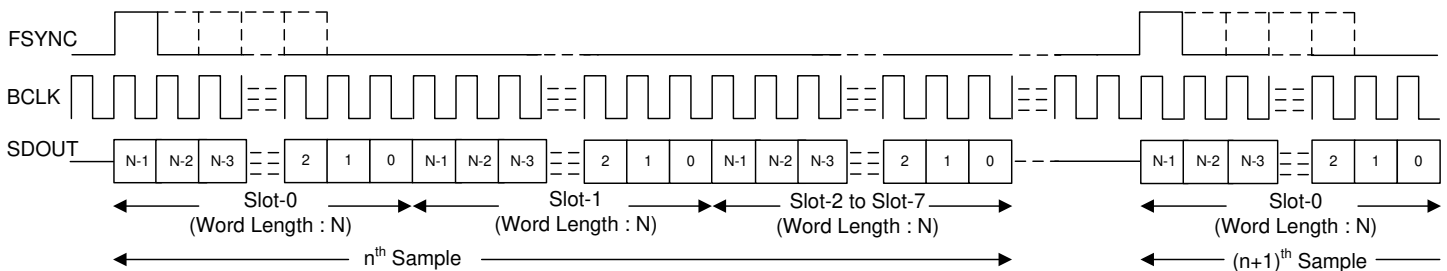 FSYNC
BCLK
SDOUT N-1 N-2 N-3 2 1 0 N-1 N-2 N-3 2 1 0 N-1 N-2 N-3 2 1 0 N-1 N-2 N-3 2 1 0
Slot-0 Slot-1 Slot-2 to Slot-7 Slot-0
(Word Length : N) (Word Length : N) (Word Length : N) (Word Length : N)
nth Sample (n+1)th Sample